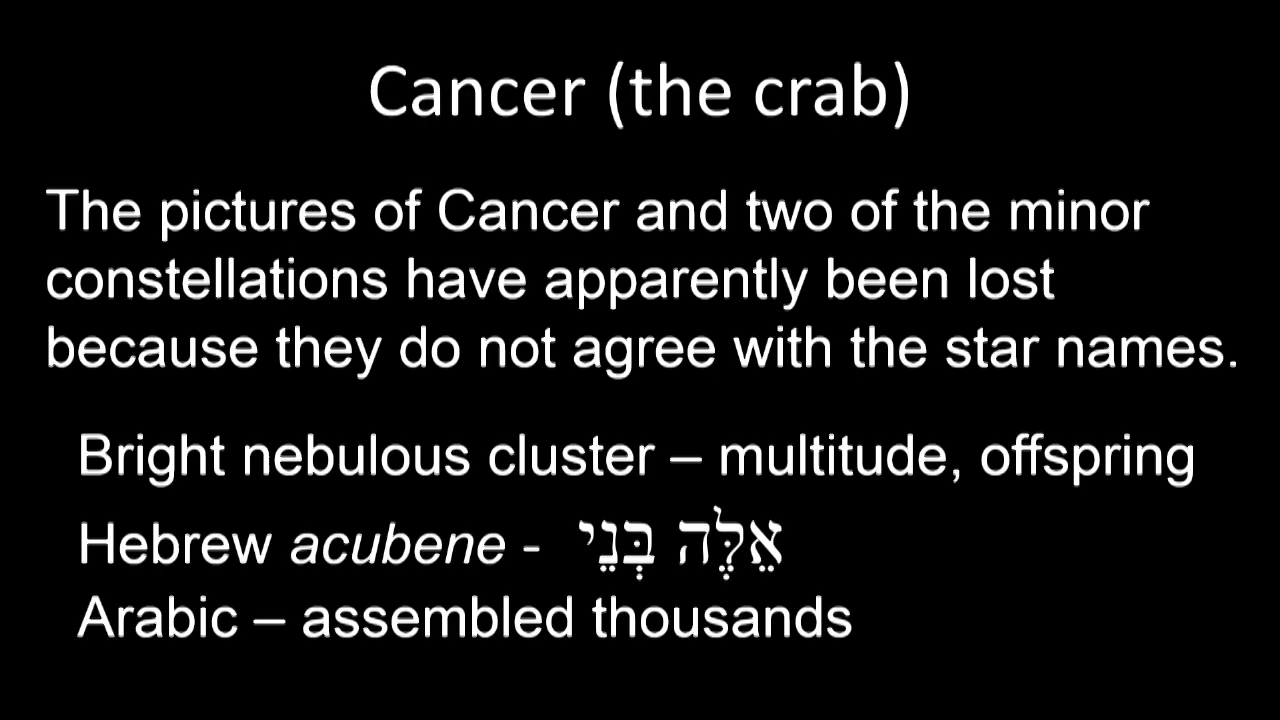 Cancer (the crab)
The pictures of Cancer and two of the minor
constellations have apparently been lost
because they do not agree with the star names.
Bright nebulous cluster – multitude, offspring
Hebrew acubene - אֵלֶּה בְּנֵי
Arabic – assembled thousands